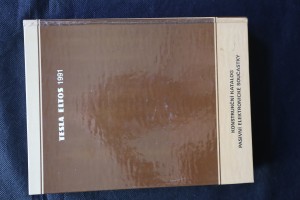 TESLA ELTOS 1991
KONSTRUKČNÍ KATALOG
PASIVNÍ ELEKTRONICKÉ SOUČÁSTKY